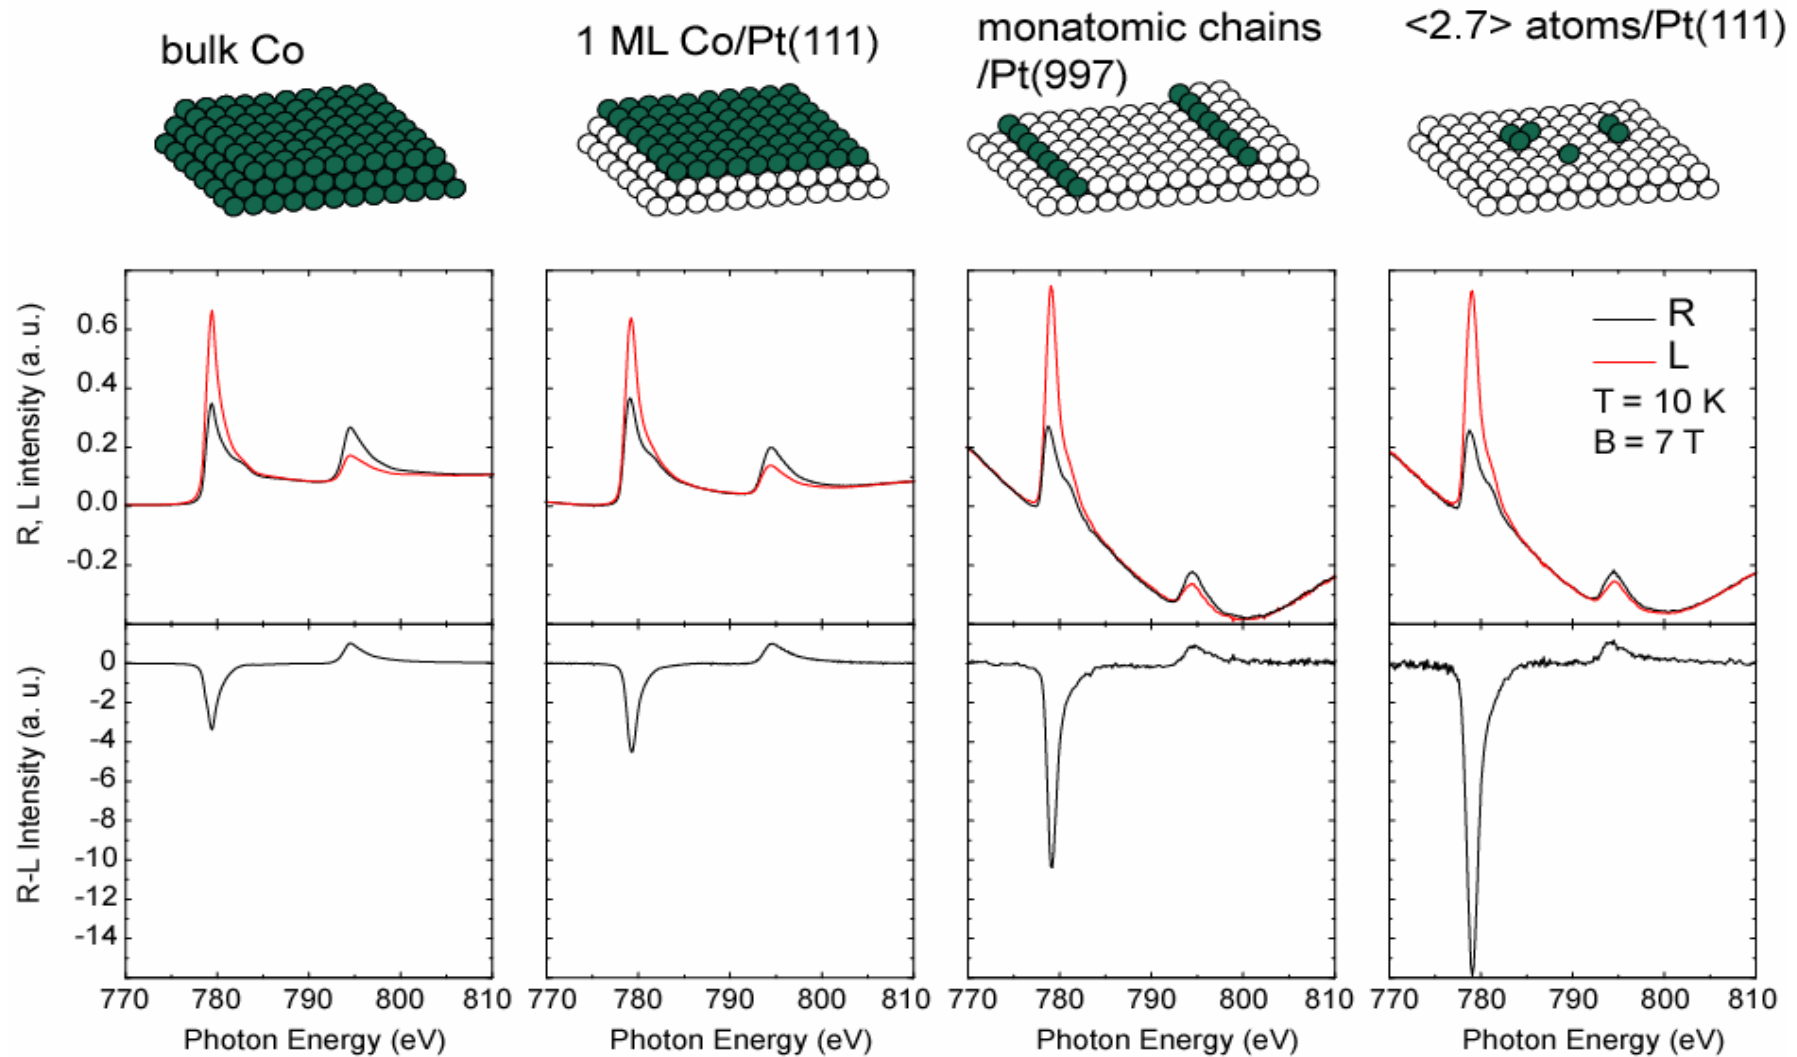 bulk Co
1 ML Co/Pt(111)
monatomic chains
/Pt(997)
<2.7> atoms/Pt(111)
R, L intensity (a. u.)
0.6
0.4
0.2
0.0
-0.2
R
L
T = 10 K
B = 7 T
R-L Intensity (a. u.)
0
-2
-4
-6
-8
-10
-12
-14
770 780 790 800 810
770 780 790 800 810
770 780 790 800 810
770 780 790 800 810
Photon Energy (eV)
Photon Energy (eV)
Photon Energy (eV)
Photon Energy (eV)